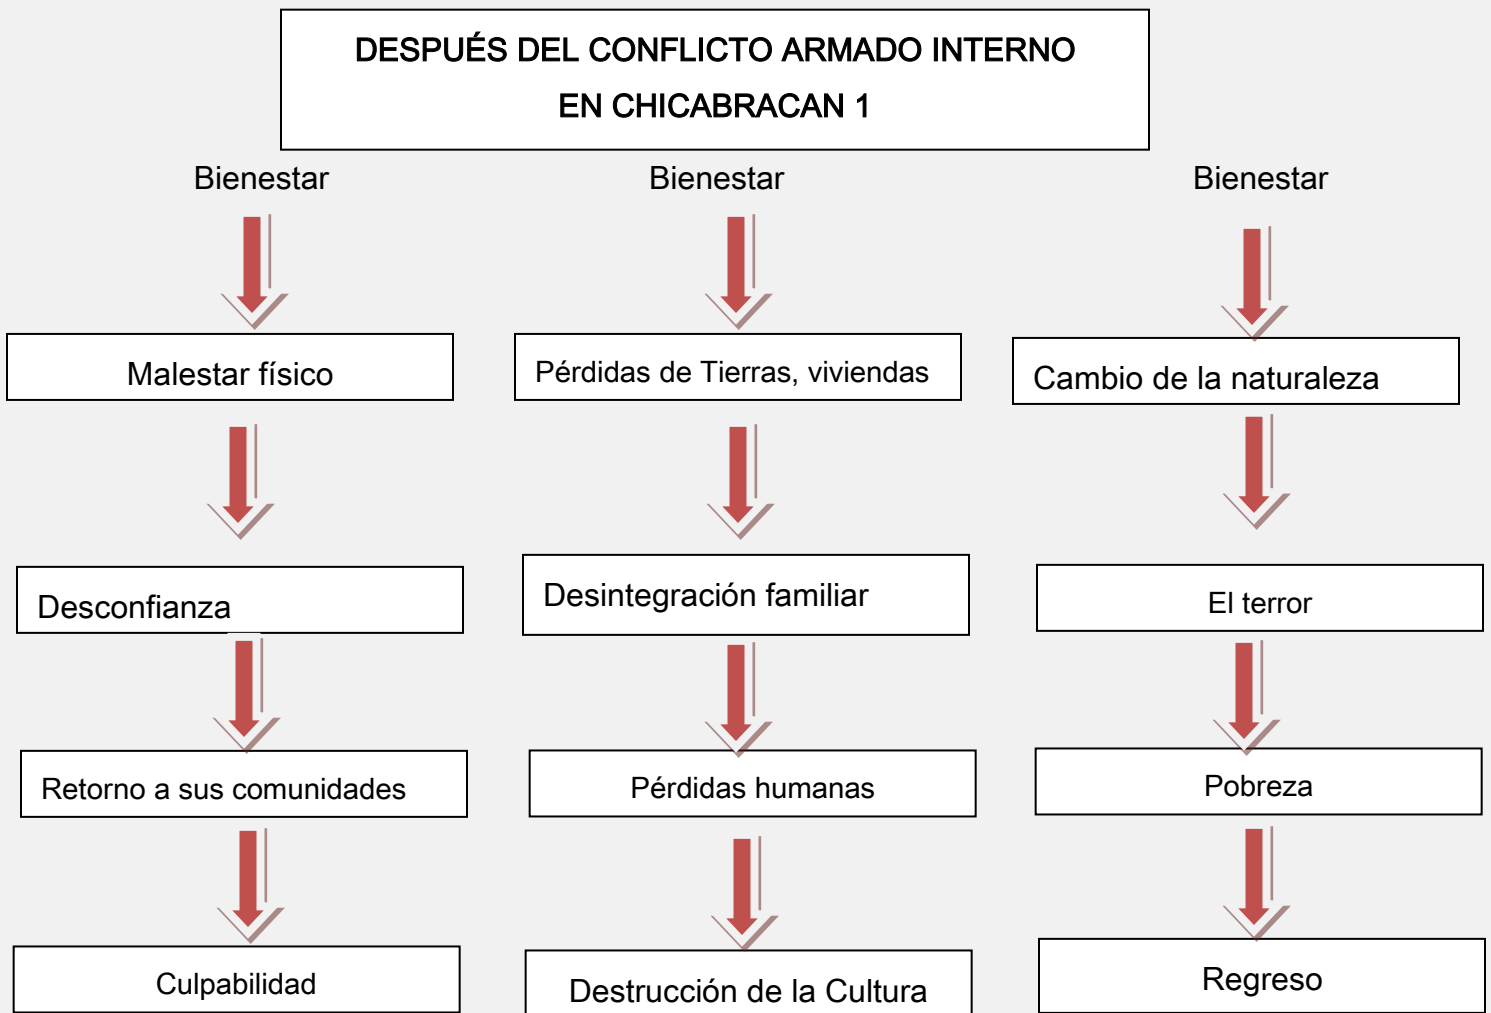 DESPUÉS DEL CONFLICTO ARMADO INTERNO
EN CHICABRACAN 1
Bienestar
Bienestar
Bienestar
Malestar físico
Pérdidas de Tierras, viviendas
Cambio de la naturaleza
Desconfianza
Desintegración familiar
El terror
Retorno a sus comunidades
Pérdidas humanas
Pobreza
Culpabilidad
Destrucción de la Cultura
Regreso